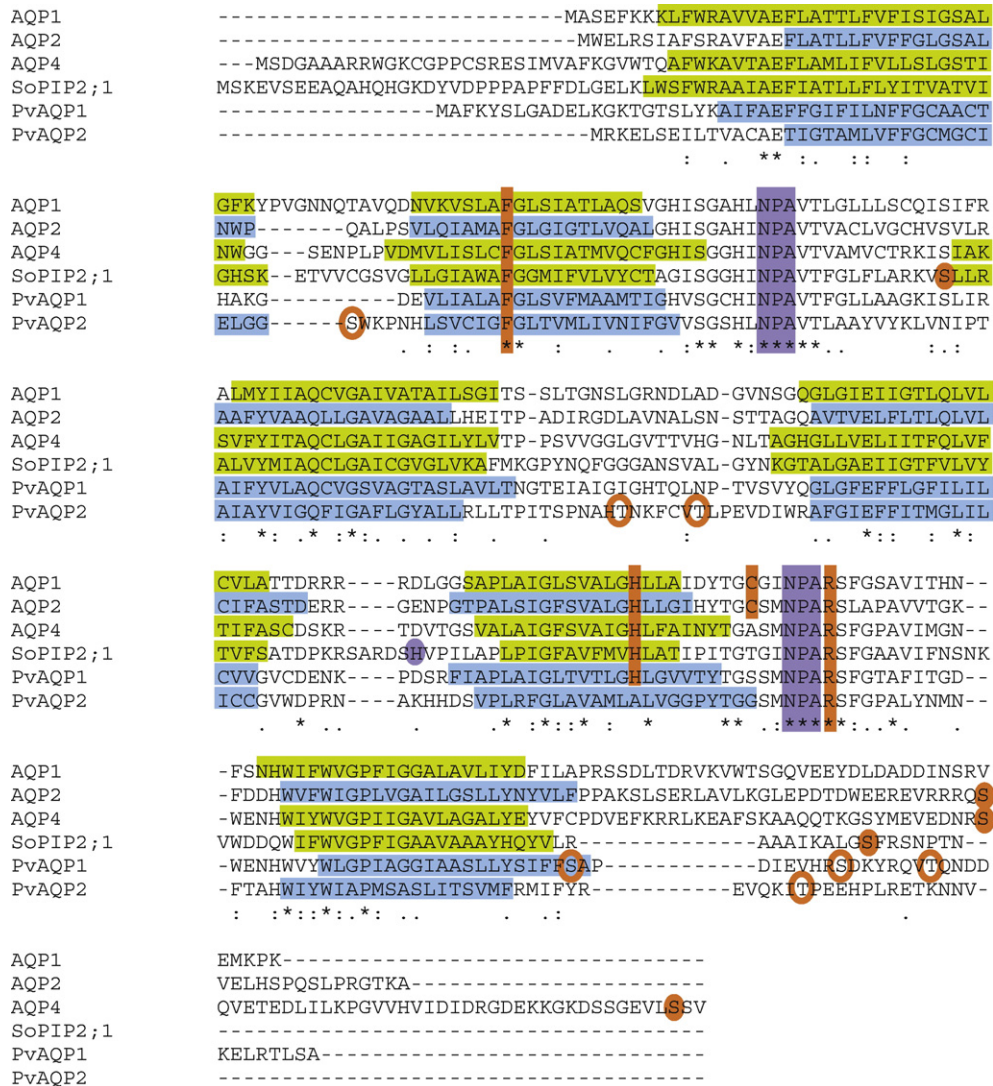 AQP1 ----------------------------MASEFKKKLFWRAVVAEFLATTLFVFISIGSAL
AQP2 -----------------------------MWELRSIAFSRAVFAEFLATLLFVFFGLGSAL
AQP4 ---MSDGAAARRWGKCGPPCSRESIMVAFKGVWTQAFWKAVTAEFLAMLIFVLLSLGSTI
SoPIP2;1 MSKEVSEEAQAHQHGKDYVDPPPAPFFDLGELKLWSFWRAAIAEFIATLLFLYITVATVI
PvAQP1 ------------------MAFKYSLGADELKGKTGTSLYKAIFAEFFGIFILNFFGCAACT
PvAQP2 ------------------------------MRKELSEILTVACAETIGTAMLVFFGCMGCI
: . **:. :: :
AQP1 GFKYPVGNNQTAVQDNVKVSLAFGLSIATLAQSVGHISGAHLNPAVTLGLLLSCQISIFR
AQP2 NWP-------QALPSVLQIAMAFGLGIGTLVQALGHISGAHINPAVTVACLVGCHVSVLR
AQP4 NWGG---SENPLPVDMVLISLCFGLSIATMVQCFGHISGGHINPAVTVAMVCTRKISIAK
SoPIP2;1 GHSK---ETVVCGSVGLLGIAWAFGGMIFVLVYCTAGISGGHINPAVTFGLFLARKVSLLR
PvAQP1 HAKG---------DEVLIALAFGLSVFMAAMTIGHVSGCHINPAVTFGLLAAGKISLIR
PvAQP2 ELGG------SWKPNHLSVCIGFGLTVMLIVNIFGVVSGSHLNPAVTLAAYVYKLVNIPT
. : : . ** . . :** *:***** . :.:
AQP1 ALMYIIAQCVGAIVATAILSGITS-SLTGNSLGRNDLAD-GVNSGQGLGIEIIGTLQLVL
AQP2 AAFYVAAQLLGAVAGAALLHEITP-ADIRGDLAVNALSN-STTAGQAVTVELFLTLQLVL
AQP4 SVFYITAQCLGAIIGAGILYLVTP-PSVVGGLGVTTVHG-NLTAGHGLLVELIITFQLVF
SoPIP2;1 ALVYMIAQCLGAICGVGLVKAFMKGPYNQFGGGANSVAL-GYNKGTALGAEIIGTFVLVY
PvAQP1 AIFYVLAQCVGSVAGTASLAVLTNGTEIAIGIGHTQLNP-TVSVYQGLGFEFFLGFILIL
PvAQP2 AIAYVIGQFIGAFLGYALLRLLTPITSPNAHTNKFCVTLPEVDIWRAFGIEFFITMGLIL
: *: .* :*:. . . : . . : .: *:: : *:
AQP1 CVLATTDRRR----RDLGGSAPLAIGLSVALGHLLAIDYTGCGINPARSFGSAVITHN--
AQP2 CIFASTDERR----GENPGTPALSIGFSVALGHLLGIHYTGCSMNPARSLAPAVVTGK--
AQP4 TIFASCDSKR----TDVTGSVALAIGFSVAIGHLFAINYTGASMNPARSFGPAVIMGN--
SoPIP2;1 TVFSATDPKRSARDSHVPILAPLPIGFAVFMVHLATIPITGTGINPARSFGAAVIFNSNK
PvAQP1 CVVGVCDENK----PDSRFIAPLAIGLTVTLGHLGVVTYTGSSMNPARSFGTAFITGD--
PvAQP2 ICCGVWDPRN----AKHHDSVPLRFGLAVAMLALVGGPYTGGSMNPARSFGPALYNMN--
. * . . . * :*::* : * ** .:*****:. *. .
AQP1 -FSNHWIFWVGPFIGGALAVLIYDFILAPRSSDLTDRVKVWTSGQVEEYDLDADDINSRV
AQP2 -FDDHWVFWIGPLVGAILGSLLYNYVLFPPAKSLSERLAVLKGLEPDTDWEEREVRRRQS
AQP4 -WENHWIYWVGPIIGAVLAGALYEYVFCPDVEFKRRLKEAFSKAAQQTKGSYMEVEDNRS
SoPIP2;1 VWDDQWIFWVGPFIGAAVAAAYHQYVLR-----------AAAIKALGSFRSNPTN-
PvAQP1 -WENHWVYWLGPIAGGIAASLLYSIFFRSAP-------------DIEVHRSDKYRQVTQNDD
PvAQP2 -FTAHWIYWIAPMSASLITSVMFRMIFYR------------EVQKITPEEHPLRETKNNV-
: :*::*:.*: .. . : .
AQP1 EMKPK-----------------------------------
AQP2 VELHSPQSLPRGTKA-------------------------
AQP4 QVETEDLILKPGVVHVIDIDRGDEKKGKDSSGEVLSSV
SoPIP2;1 ----------------------------------------
PvAQP1 KELRTLSA--------------------------------
PvAQP2 ----------------------------------------